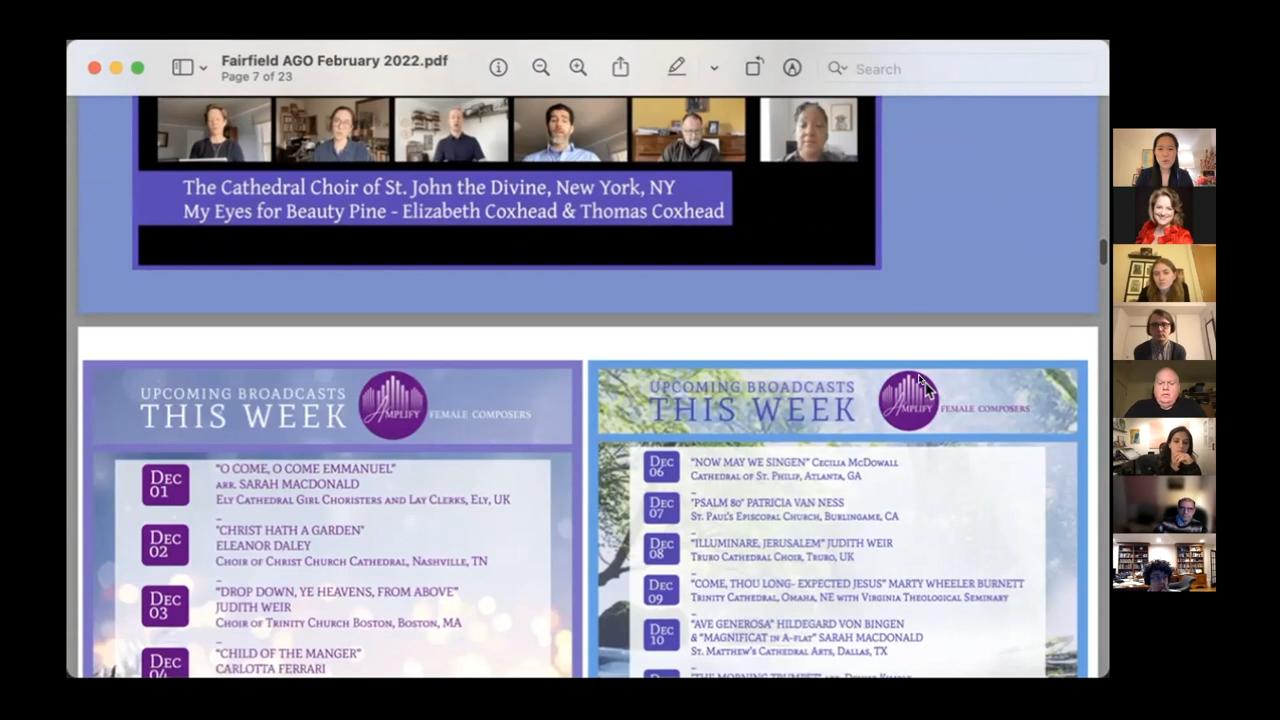 Fairfield AGO February 2022.pdf
Page 7 of 23
Search
The Cathedral Choir of St. John the Divine, New York, NY
My Eyes for Beauty Pine - Elizabeth Coxhead & Thomas Coxhead
UPCOMING BROADCASTS
THIS WEEK
AMPLIFY FEMALE COMPOSERS
DEC 01
"O COME, O COME EMMANUEL"
ARR. SARAH MACDONALD
ELY CATHEDRAL GIRL CHORISTERS AND LAY CLERKS, ELY, UK
–
DEC 02
"CHRIST HATH A GARDEN"
ELEANOR DALEY
CHOIR OF CHRIST CHURCH CATHEDRAL, NASHVILLE, TN
–
DEC 03
"DROP DOWN, YE HEAVENS, FROM ABOVE"
JUDITH WEIR
CHOIR OF TRINITY CHURCH BOSTON, BOSTON, MA
–
DEC 04
"CHILD OF THE MANGER"
CARLOTTA FERRARI
UPCOMING BROADCASTS
THIS WEEK
AMPLIFY FEMALE COMPOSERS
DEC 06
"NOW MAY WE SINGEN" CECILIA MCDOWALL
CATHEDRAL OF ST. PHILIP, ATLANTA, GA
–
DEC 07
"PSALM 80" PATRICIA VAN NESS
ST. PAUL'S EPISCOPAL CHURCH, BURLINGAME, CA
–
DEC 08
"ILLUMINARE, JERUSALEM" JUDITH WEIR
TRURO CATHEDRAL CHOIR, TRURO, UK
–
DEC 09
"COME, THOU LONG- EXPECTED JESUS" MARTY WHEELER BURNETT
TRINITY CATHEDRAL, OMAHA, NE WITH VIRGINIA THEOLOGICAL SEMINARY
–
DEC 10
"AVE GENEROSA" HILDEGARD VON BINGEN
& "MAGNIFICAT IN A-FLAT" SARAH MACDONALD
ST. MATTHEW'S CATHEDRAL ARTS, DALLAS, TX
–
"THE MORNING TRUMPET"